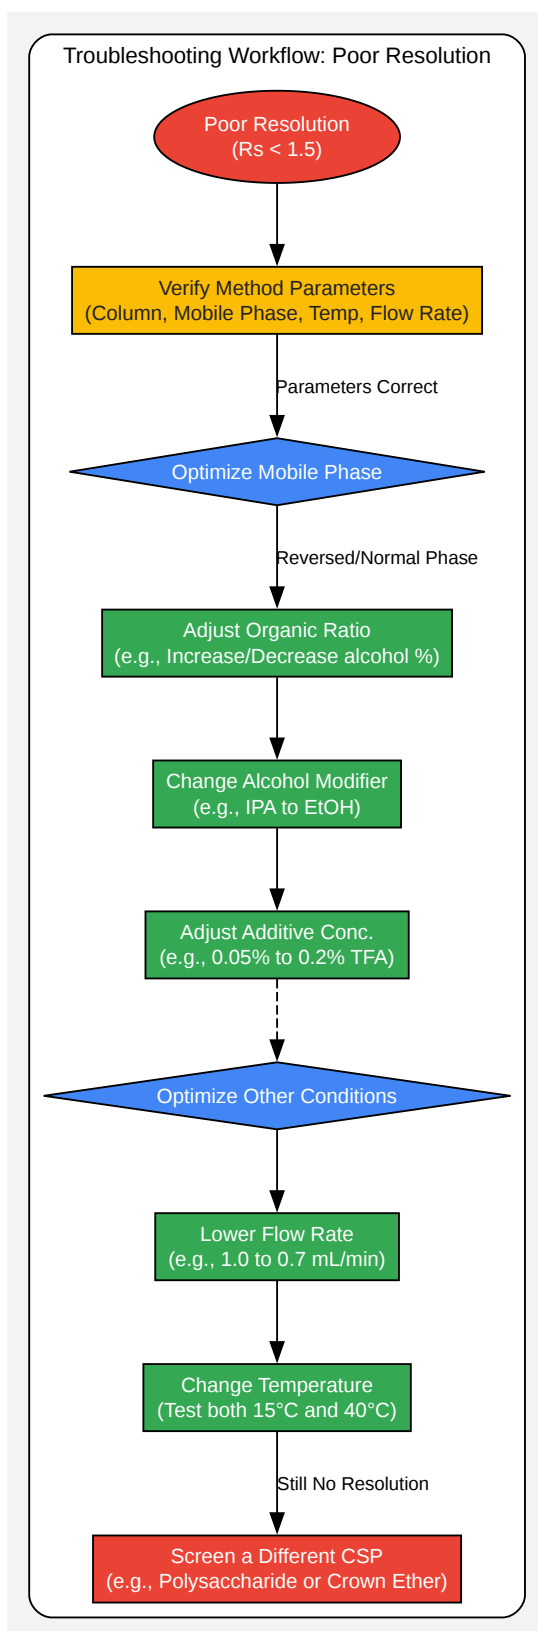 Troubleshooting Workflow: Poor Resolution
Poor Resolution
(Rs < 1.5)
Verify Method Parameters
(Column, Mobile Phase, Temp, Flow Rate)
Parameters Correct
Optimize Mobile Phase
Reversed/Normal Phase
Adjust Organic Ratio
(e.g., Increase/Decrease alcohol %)
Change Alcohol Modifier
(e.g., IPA to EtOH)
Adjust Additive Conc.
(e.g., 0.05% to 0.2% TFA)
Optimize Other Conditions
Lower Flow Rate
(e.g., 1.0 to 0.7 mL/min)
Change Temperature
(Test both 15°C and 40°C)
Still No Resolution
Screen a Different CSP
(e.g., Polysaccharide or Crown Ether)